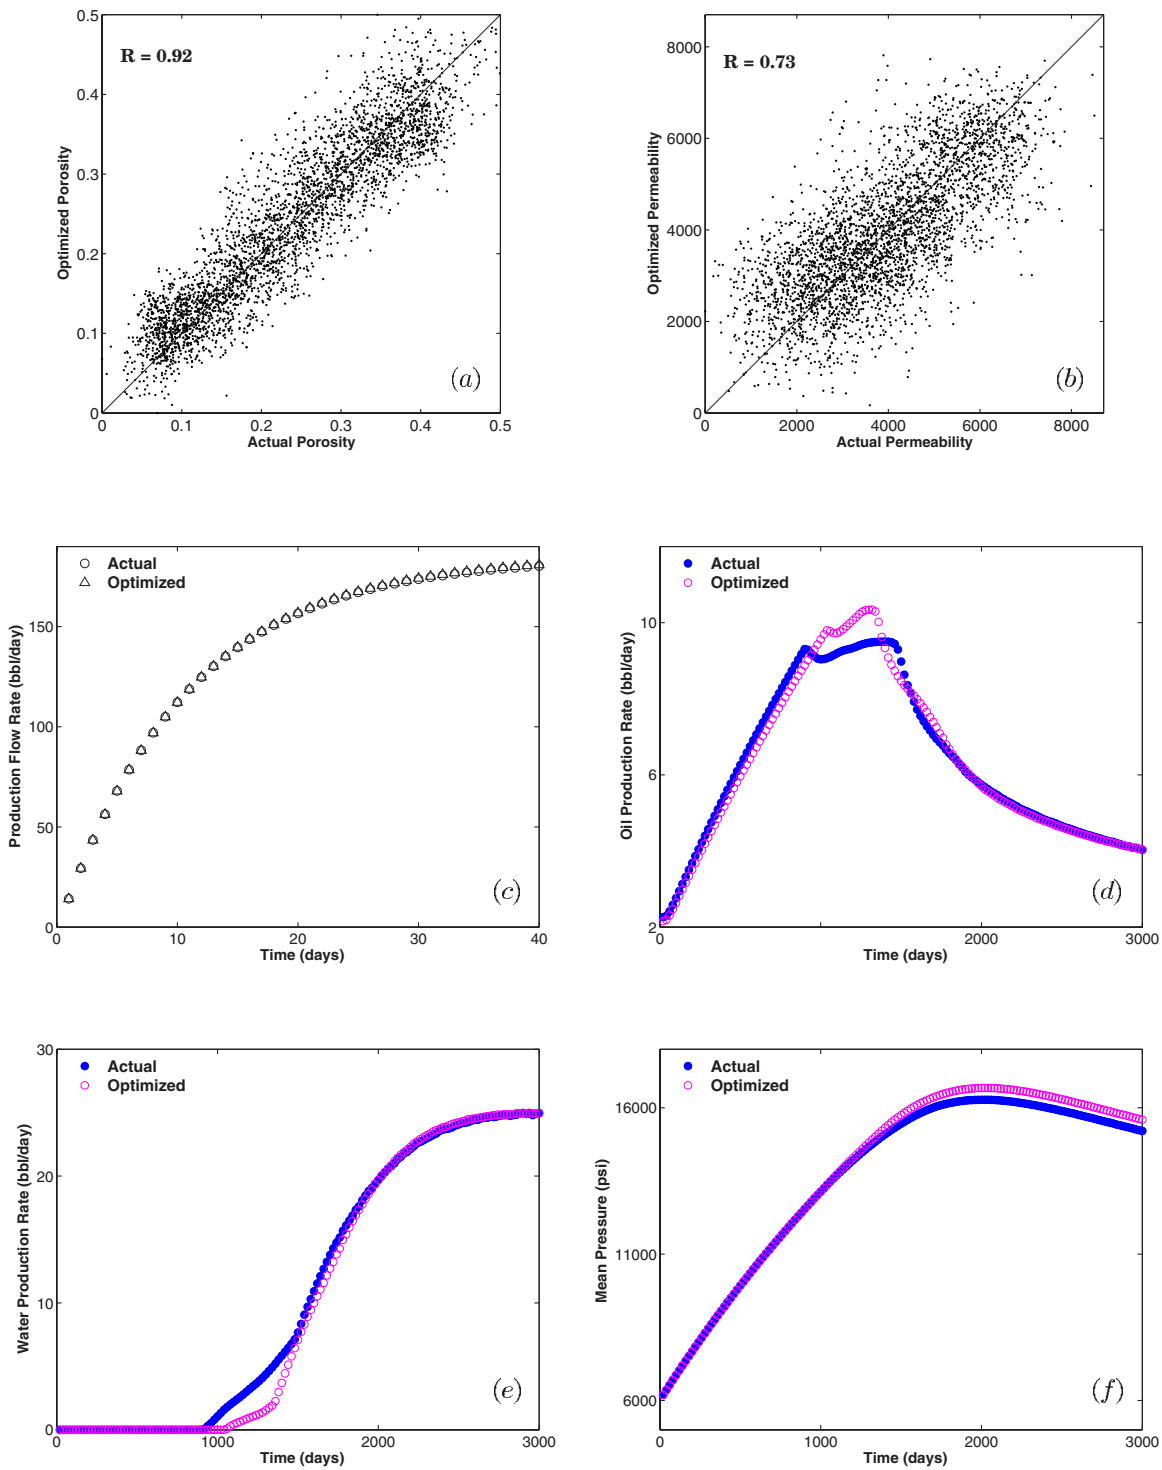 R = 0.92
0.5
0.4
0.3
0.2
0.1
0
Optimized Porosity
(a)
0 0.1 0.2 0.3 0.4 0.5
Actual Porosity
R = 0.73
8000
6000
4000
2000
0
Optimized Permeability
(b)
0 2000 4000 6000 8000
Actual Permeability
Actual
Optimized
150
100
50
0
Production Flow Rate (bbl/day)
(c)
0 10 20 30 40
Time (days)
Actual
Optimized
10
6
2
Oil Production Rate (bbl/day)
(d)
0 2000 3000
Time (days)
Actual
Optimized
30
20
10
0
Water Production Rate (bbl/day)
(e)
0 1000 2000 3000
Time (days)
Actual
Optimized
16000
11000
6000
Mean Pressure (psi)
(f)
0 1000 2000 3000
Time (days)